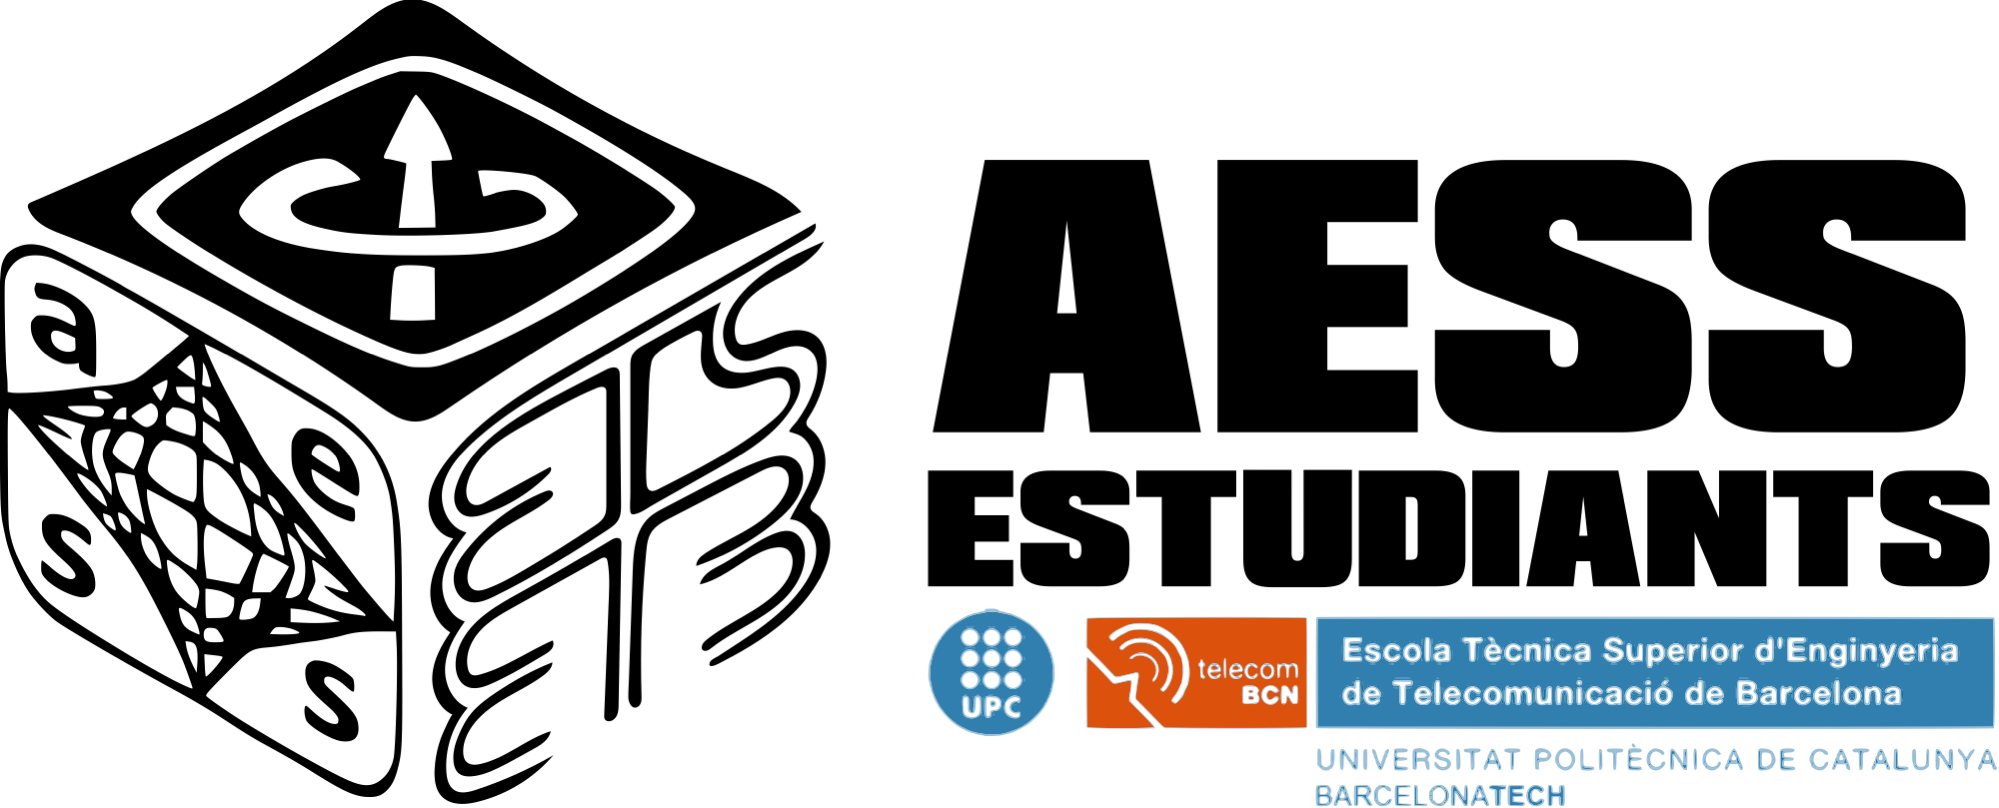 a
e
s
s
AESS
ESTUDIANTS
UPC
telecom
BCN
Escola Tècnica Superior d'Enginyeria
de Telecomunicació de Barcelona
UNIVERSITAT POLITÈCNICA DE CATALUNYA
BARCELONATECH